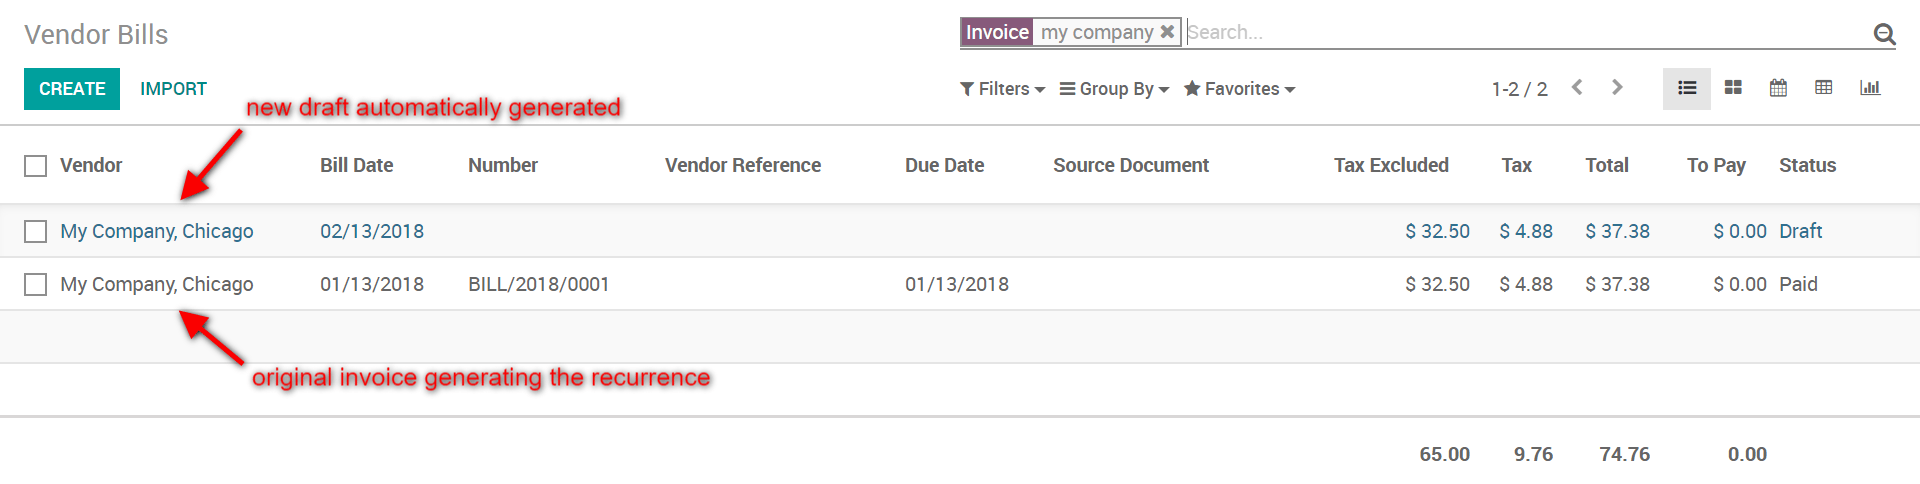 Vendor Bills
Invoice my company Search...
CREATE IMPORT
Filters Group By Favorites 1-2 / 2
new draft automatically generated
Vendor Bill Date Number Vendor Reference Due Date Source Document Tax Excluded Tax Total To Pay Status
My Company, Chicago 02/13/2018 $ 32.50 $ 4.88 $ 37.38 $ 0.00 Draft
My Company, Chicago 01/13/2018 BILL/2018/0001 01/13/2018 $ 32.50 $ 4.88 $ 37.38 $ 0.00 Paid
original invoice generating the recurrence
65.00 9.76 74.76 0.00